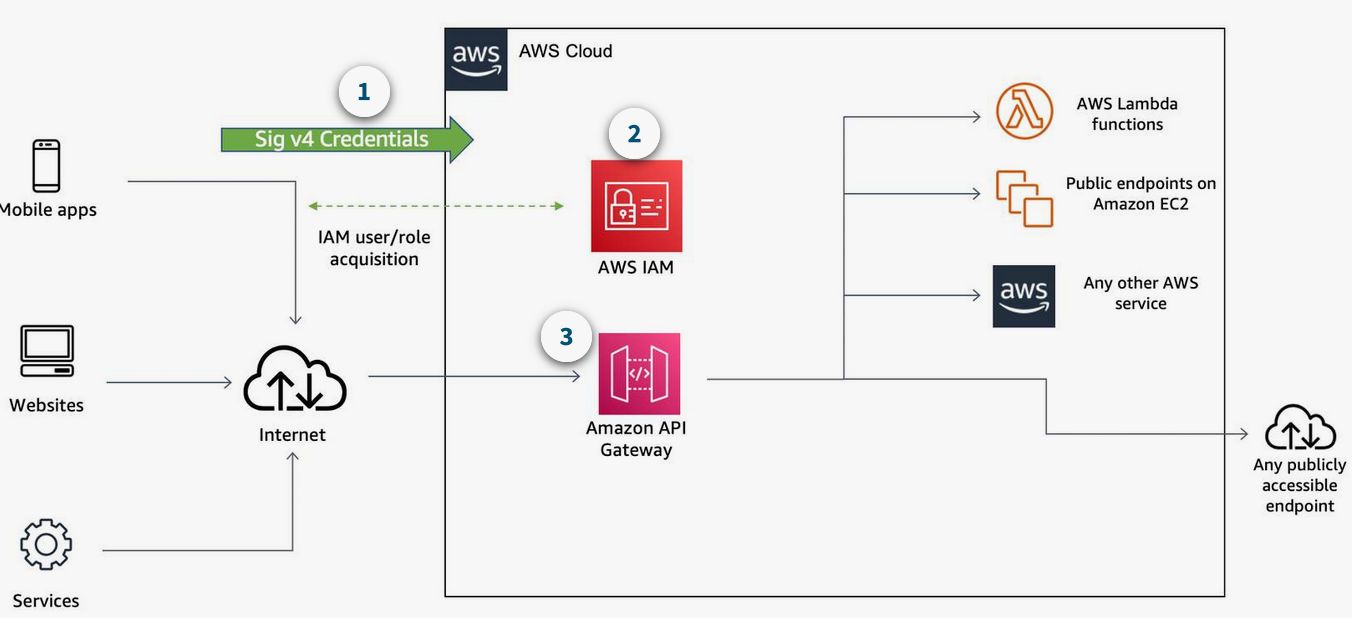 aws
AWS Cloud
1
Sig v4 Credentials
2
Mobile apps
IAM user/role
acquisition
AWS IAM
AWS Lambda
functions
Public endpoints on
Amazon EC2
aws
Any other AWS
service
3
</>
Websites
Internet
Amazon API
Gateway
Any publicly
accessible
endpoint
Services